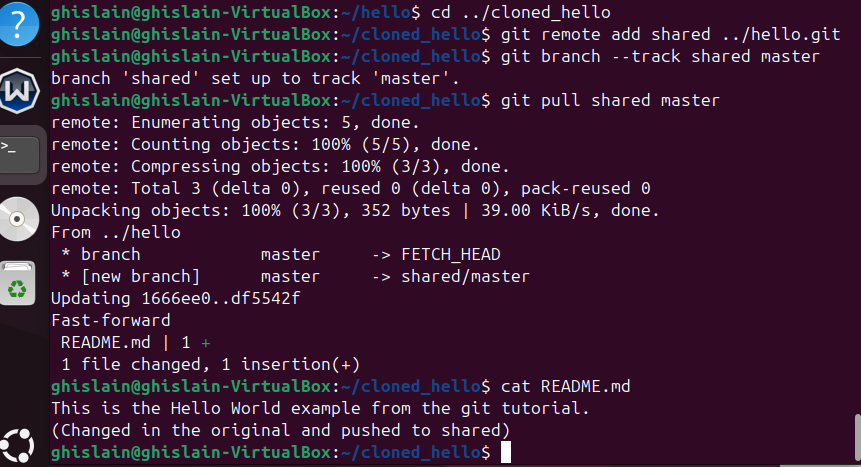 ghislain@ghislain-VirtualBox:~/hello$ cd ../cloned_hello
ghislain@ghislain-VirtualBox:~/cloned_hello$ git remote add shared ../hello.git
ghislain@ghislain-VirtualBox:~/cloned_hello$ git branch --track shared master
branch 'shared' set up to track 'master'.
ghislain@ghislain-VirtualBox:~/cloned_hello$ git pull shared master
remote: Enumerating objects: 5, done.
remote: Counting objects: 100% (5/5), done.
remote: Compressing objects: 100% (3/3), done.
remote: Total 3 (delta 0), reused 0 (delta 0), pack-reused 0
Unpacking objects: 100% (3/3), 352 bytes | 39.00 KiB/s, done.
From ../hello
 * branch            master     -> FETCH_HEAD
 * [new branch]      master     -> shared/master
Updating 1666ee0..df5542f
Fast-forward
 README.md | 1 +
 1 file changed, 1 insertion(+)
ghislain@ghislain-VirtualBox:~/cloned_hello$ cat README.md
This is the Hello World example from the git tutorial.
(Changed in the original and pushed to shared)
ghislain@ghislain-VirtualBox:~/cloned_hello$